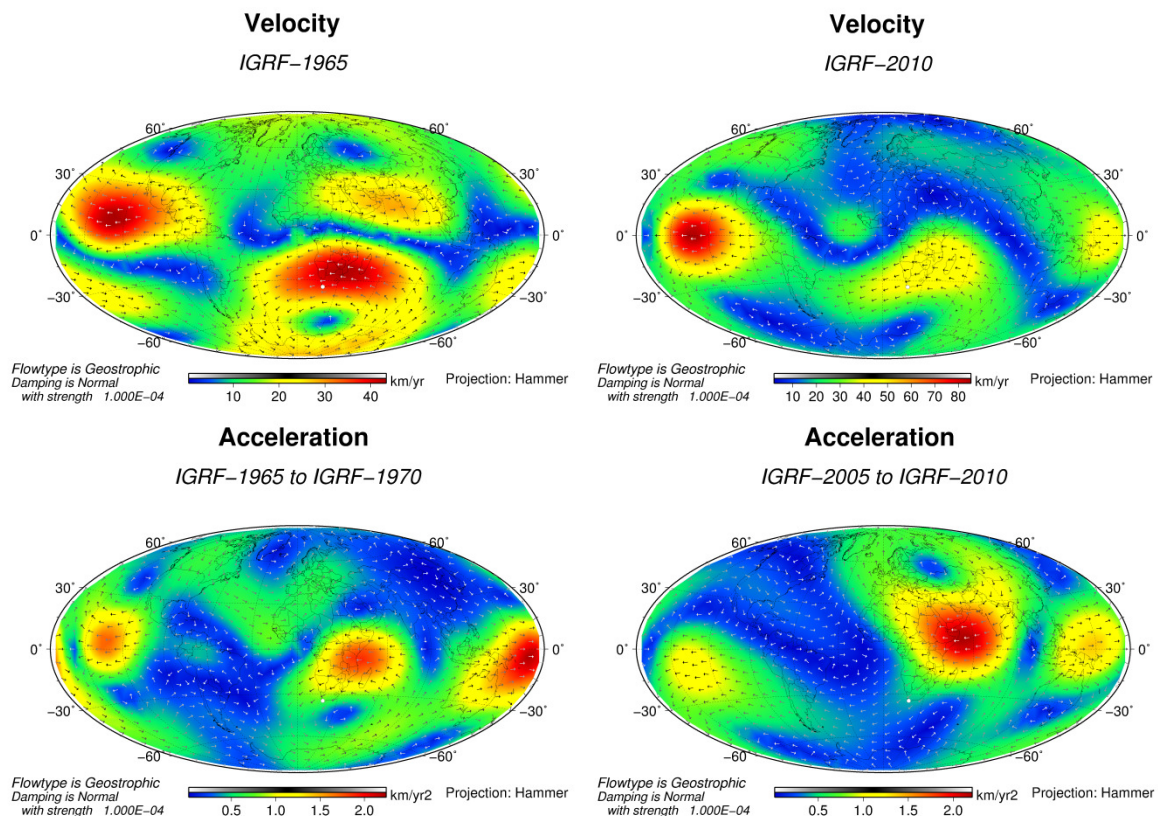 Velocity
IGRF−1965
60˚ 60˚
30˚ 30˚
0˚ 0˚
−30˚ −30˚
−60˚ −60˚
Flowtype is Geostrophic
Damping is Normal
with strength 1.000E−04
km/yr
10 20 30 40
Projection: Hammer
Velocity
IGRF−2010
60˚ 60˚
30˚ 30˚
0˚ 0˚
−30˚ −30˚
−60˚ −60˚
Flowtype is Geostrophic
Damping is Normal
with strength 1.000E−04
km/yr
10 20 30 40 50 60 70 80
Projection: Hammer
Acceleration
IGRF−1965 to IGRF−1970
60˚ 60˚
30˚ 30˚
0˚ 0˚
−30˚ −30˚
−60˚ −60˚
Flowtype is Geostrophic
Damping is Normal
with strength 1.000E−04
km/yr2
0.5 1.0 1.5 2.0
Projection: Hammer
Acceleration
IGRF−2005 to IGRF−2010
60˚ 60˚
30˚ 30˚
0˚ 0˚
−30˚ −30˚
−60˚ −60˚
Flowtype is Geostrophic
Damping is Normal
with strength 1.000E−04
km/yr2
0.5 1.0 1.5 2.0
Projection: Hammer